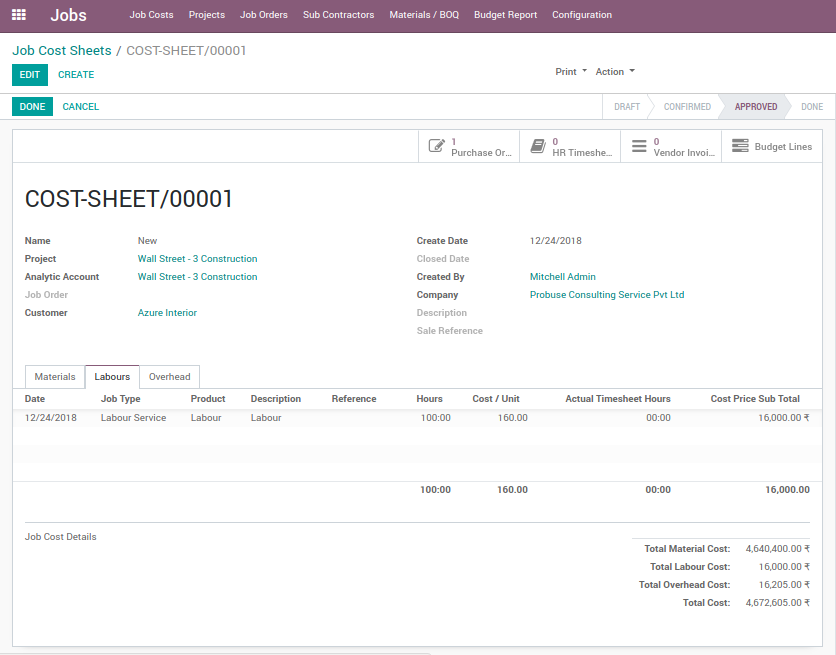 Jobs Job Costs Projects Job Orders Sub Contractors Materials / BOQ Budget Report Configuration
Job Cost Sheets / COST-SHEET/00001
EDIT CREATE Print Action
DONE CANCEL DRAFT CONFIRMED APPROVED DONE
1 Purchase Or... 0 HR Timeshe... 0 Vendor Invoi... Budget Lines
COST-SHEET/00001
Name New Create Date 12/24/2018
Project Wall Street - 3 Construction Closed Date
Analytic Account Wall Street - 3 Construction Created By Mitchell Admin
Job Order Company Probuse Consulting Service Pvt Ltd
Customer Azure Interior Description
Sale Reference
Materials Labours Overhead
Date Job Type Product Description Reference Hours Cost / Unit Actual Timesheet Hours Cost Price Sub Total
12/24/2018 Labour Service Labour Labour 100:00 160.00 00:00 16,000.00 ₹
100:00 160.00 00:00 16,000.00
Job Cost Details
Total Material Cost: 4,640,400.00 ₹
Total Labour Cost: 16,000.00 ₹
Total Overhead Cost: 16,205.00 ₹
Total Cost: 4,672,605.00 ₹